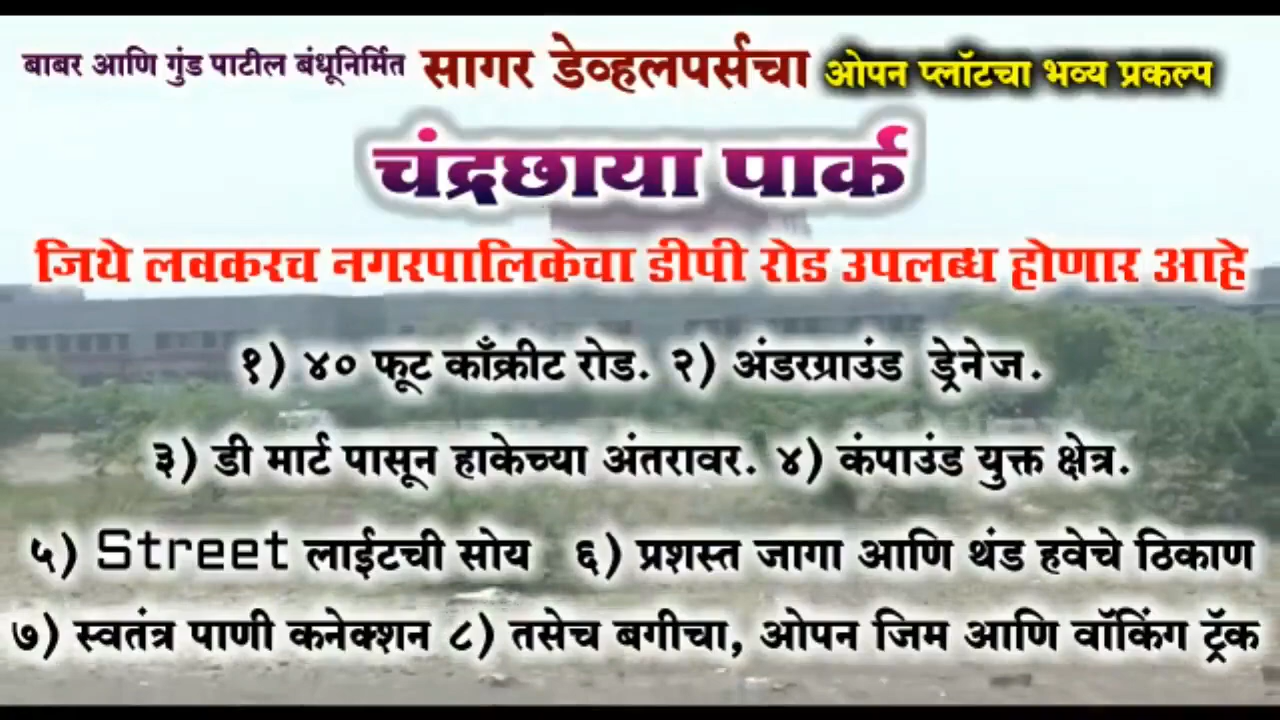 बाबर आणि गुंड पाटील बंधूनिर्मित सागर डेव्हलपर्सचा ओपन प्लॉटचा भव्य प्रकल्प
चंद्रछाया पार्क
जिथे लवकरच नगरपालिकेचा डीपी रोड उपलब्ध होणार आहे
१) ४० फूट काँक्रीट रोड. २) अंडरग्राउंड ड्रेनेज.
३) डी मार्ट पासून हाकेच्या अंतरावर. ४) कंपाउंड युक्त क्षेत्र.
५) Street लाईटची सोय ६) प्रशस्त जागा आणि थंड हवेचे ठिकाण
७) स्वतंत्र पाणी कनेक्शन ८) तसेच बगीचा, ओपन जिम आणि वॉकिंग ट्रॅक